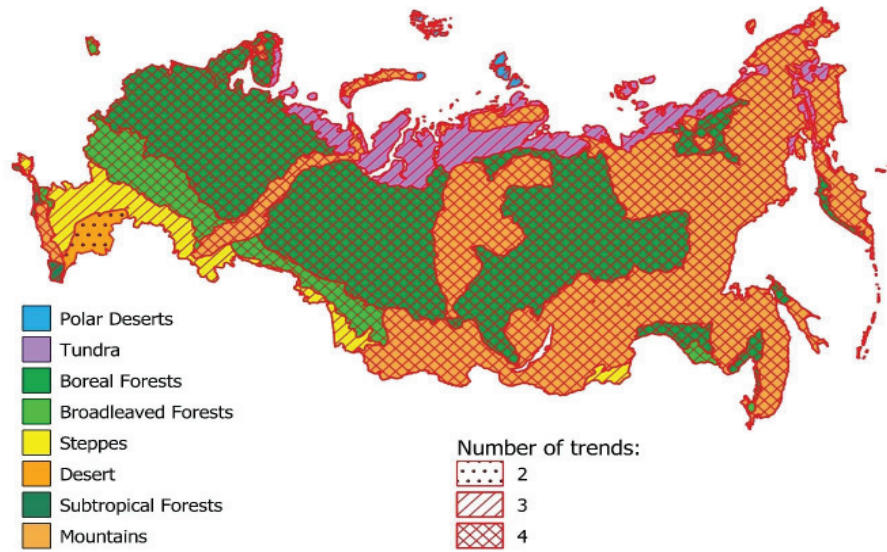 Polar Deserts
Tundra
Boreal Forests
Broadleaved Forests
Steppes
Desert
Subtropical Forests
Mountains
Number of trends:
2
3
4